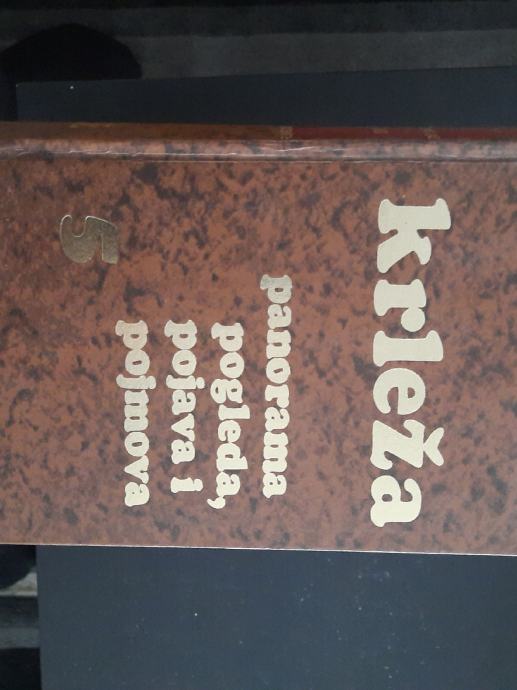 krleža
panorama
pogleda,
pojava i
pojmova
5